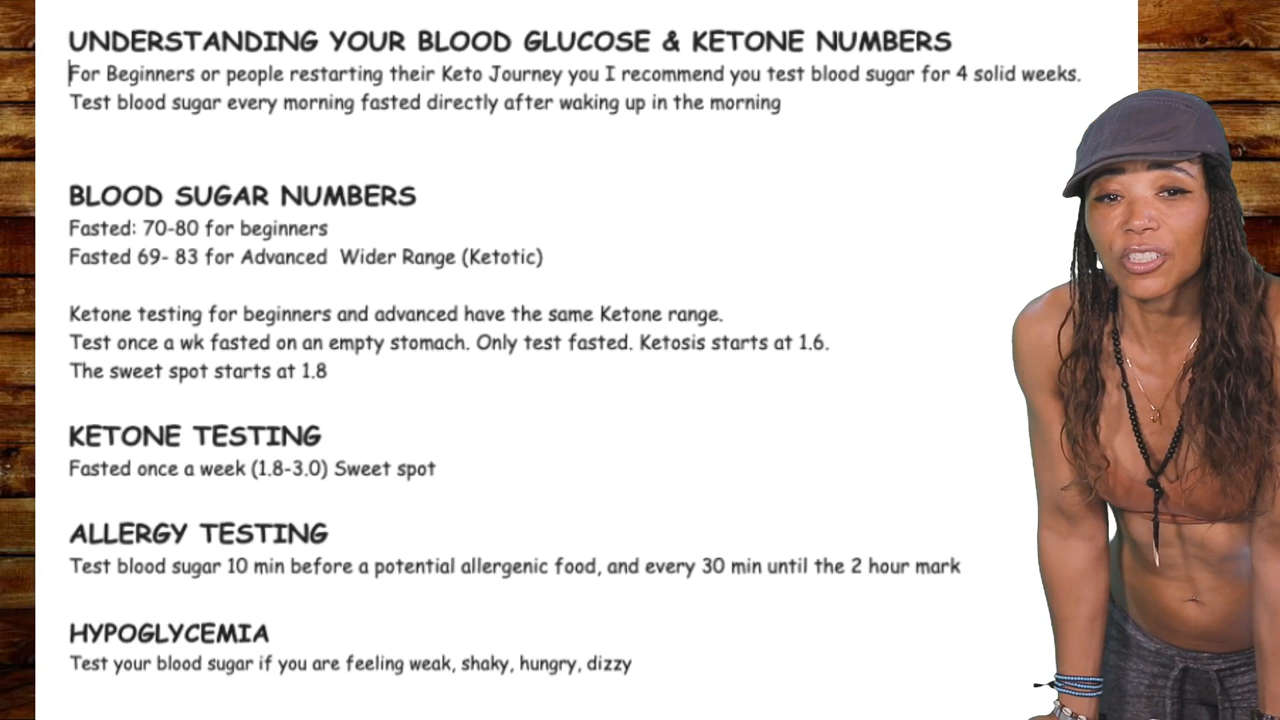 UNDERSTANDING YOUR BLOOD GLUCOSE & KETONE NUMBERS
For Beginners or people restarting their Keto Journey you I recommend you test blood sugar for 4 solid weeks.
Test blood sugar every morning fasted directly after waking up in the morning
BLOOD SUGAR NUMBERS
Fasted: 70-80 for beginners
Fasted 69- 83 for Advanced  Wider Range (Ketotic)
Ketone testing for beginners and advanced have the same Ketone range.
Test once a wk fasted on an empty stomach. Only test fasted. Ketosis starts at 1.6.
The sweet spot starts at 1.8
KETONE TESTING
Fasted once a week (1.8-3.0) Sweet spot
ALLERGY TESTING
Test blood sugar 10 min before a potential allergenic food, and every 30 min until the 2 hour mark
HYPOGLYCEMIA
Test your blood sugar if you are feeling weak, shaky, hungry, dizzy